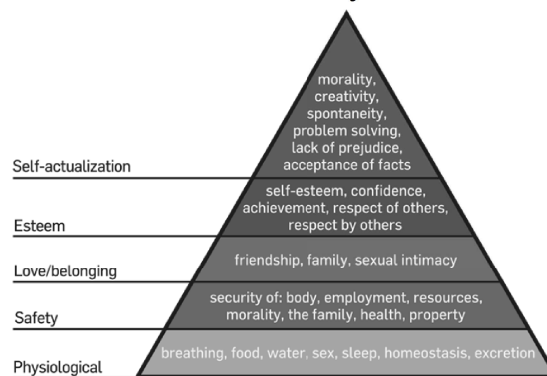 morality,
creativity,
spontaneity,
problem solving,
lack of prejudice,
acceptance of facts
Self-actualization
self-esteem, confidence,
achievement, respect of others,
respect by others
Esteem
friendship, family, sexual intimacy
Love/belonging
security of: body, employment, resources,
morality, the family, health, property
Safety
breathing, food, water, sex, sleep, homeostasis, excretion
Physiological